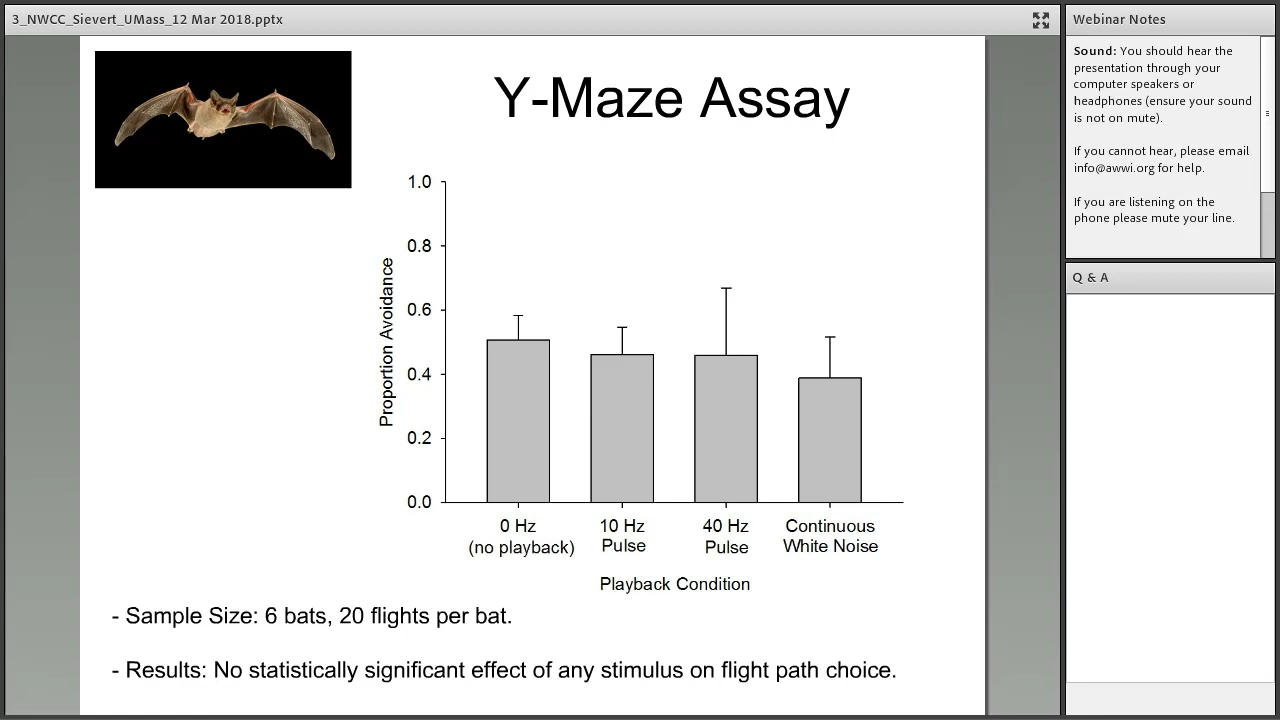 3_NWCC_Sievert_UMass_12 Mar 2018.pptx
Y-Maze Assay
1.0
0.8
0.6
0.4
0.2
0.0
Proportion Avoidance
0 Hz
(no playback)
10 Hz
Pulse
40 Hz
Pulse
Continuous
White Noise
Playback Condition
- Sample Size: 6 bats, 20 flights per bat.
- Results: No statistically significant effect of any stimulus on flight path choice.
Webinar Notes
Sound: You should hear the
presentation through your
computer speakers or
headphones (ensure your sound
is not on mute).
If you cannot hear, please email
info@awwi.org for help.
If you are listening on the
phone please mute your line.
Q & A